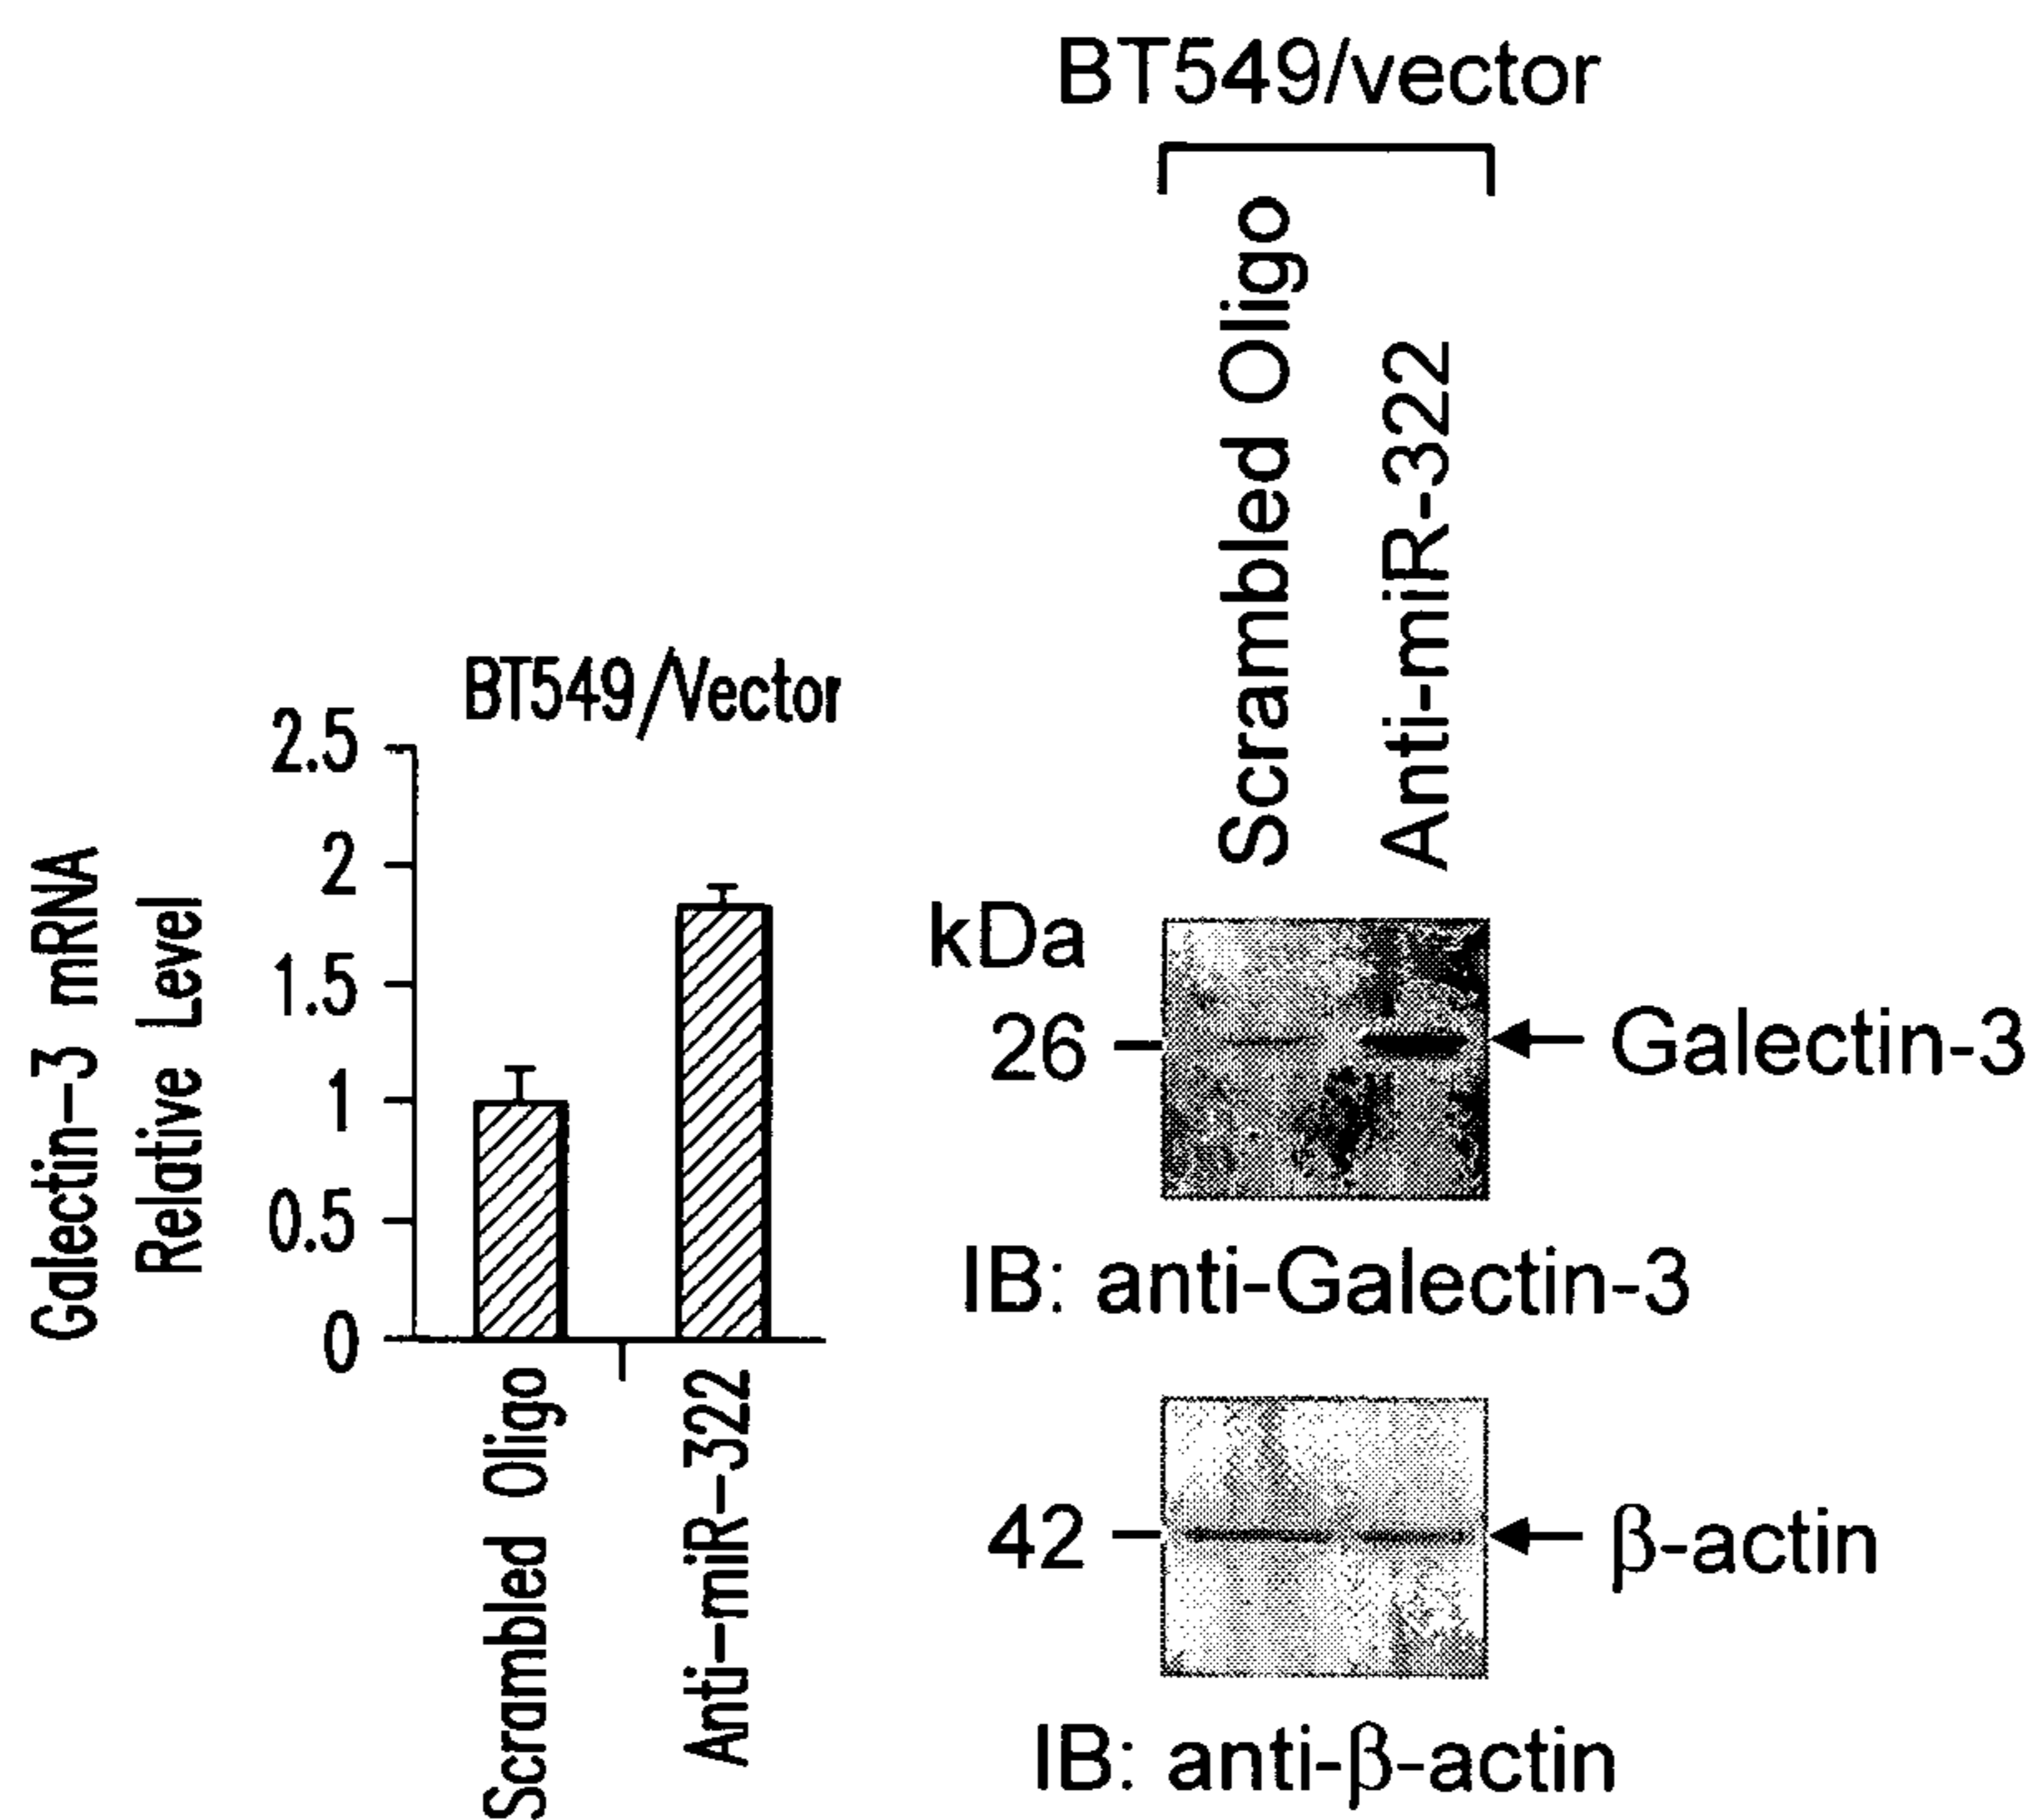 BT549/Vector
Galectin-3 mRNA
Relative Level
2.5
2
1.5
1
0.5
0
Scrambled Oligo
Anti-miR-322
BT549/vector
Scrambled Oligo
Anti-miR-322
kDa
26
Galectin-3
IB: anti-Galectin-3
42
β-actin
IB: anti-β-actin